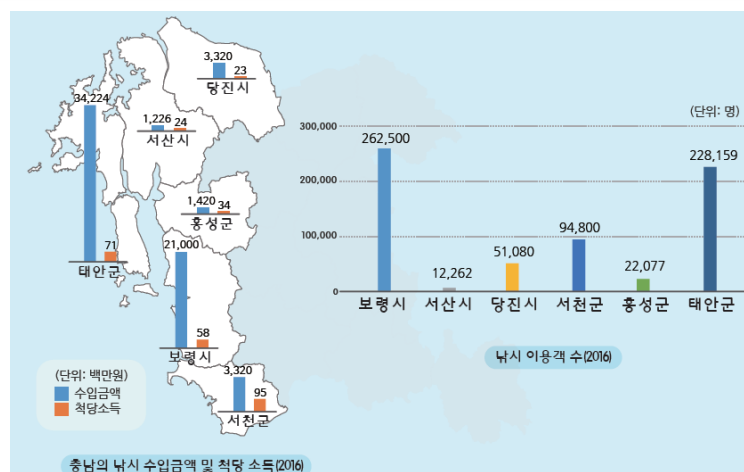 3,320
23
당진시
34,224
71
태안군
1,226
24
서산시
1,420
34
홍성군
21,000
58
보령시
3,320
95
서천군
(단위: 백만원)
수입금액
척당소득
충남의 낚시 수입금액 및 척당 소득(2016)
(단위: 명)
300,000
200,000
100,000
0
262,500
12,262
51,080
94,800
22,077
228,159
보령시 서산시 당진시 서천군 홍성군 태안군
낚시 이용객 수(2016)